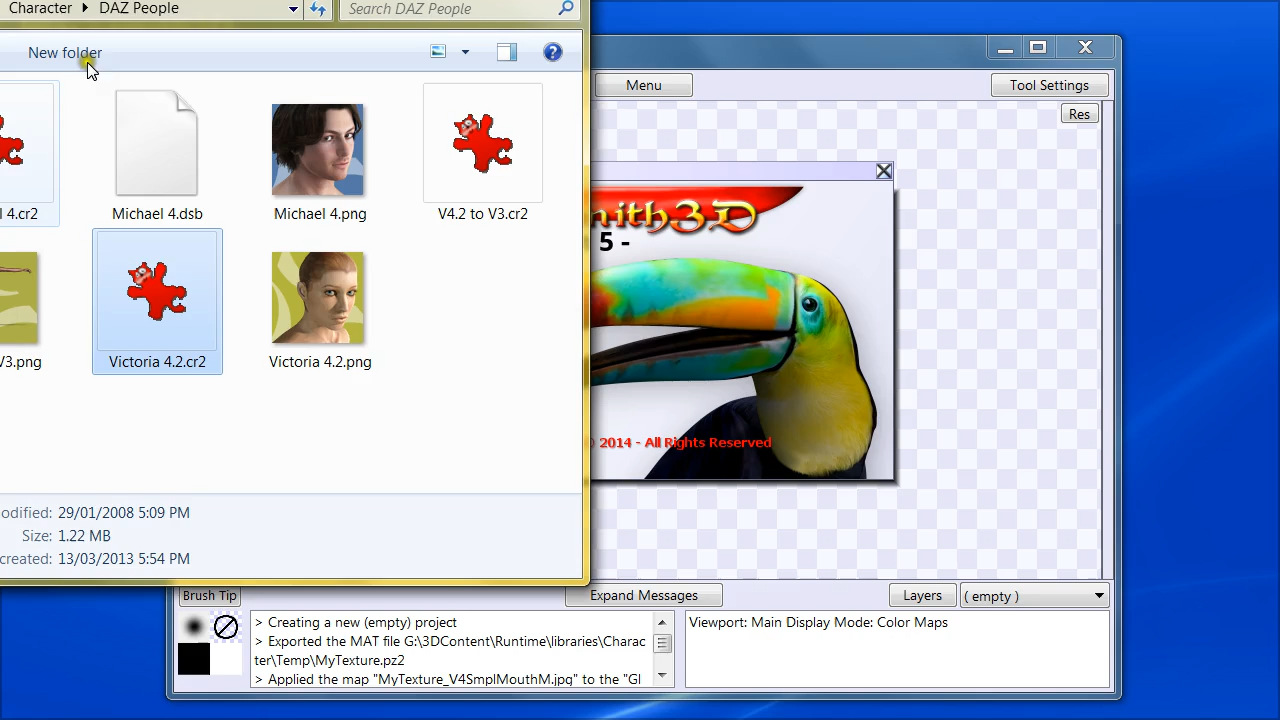 Character DAZ People
Search DAZ People
New folder
Menu
Tool Settings
Res
4.cr2
Michael 4.dsb
Michael 4.png
V4.2 to V3.cr2
mith3D
5 -
V3.png
Victoria 4.2.cr2
Victoria 4.2.png
2014 - All Rights Reserved
odified: 29/01/2008 5:09 PM
Size: 1.22 MB
created: 13/03/2013 5:54 PM
Brush Tip
Expand Messages
Layers
( empty )
> Creating a new (empty) project
> Exported the MAT file G:\3DContent\Runtime\libraries\Charac
ter\Temp\MyTexture.pz2
> Applied the map "MyTexture_V4SmplMouthM.jpg" to the "Gl
Viewport: Main Display Mode: Color Maps